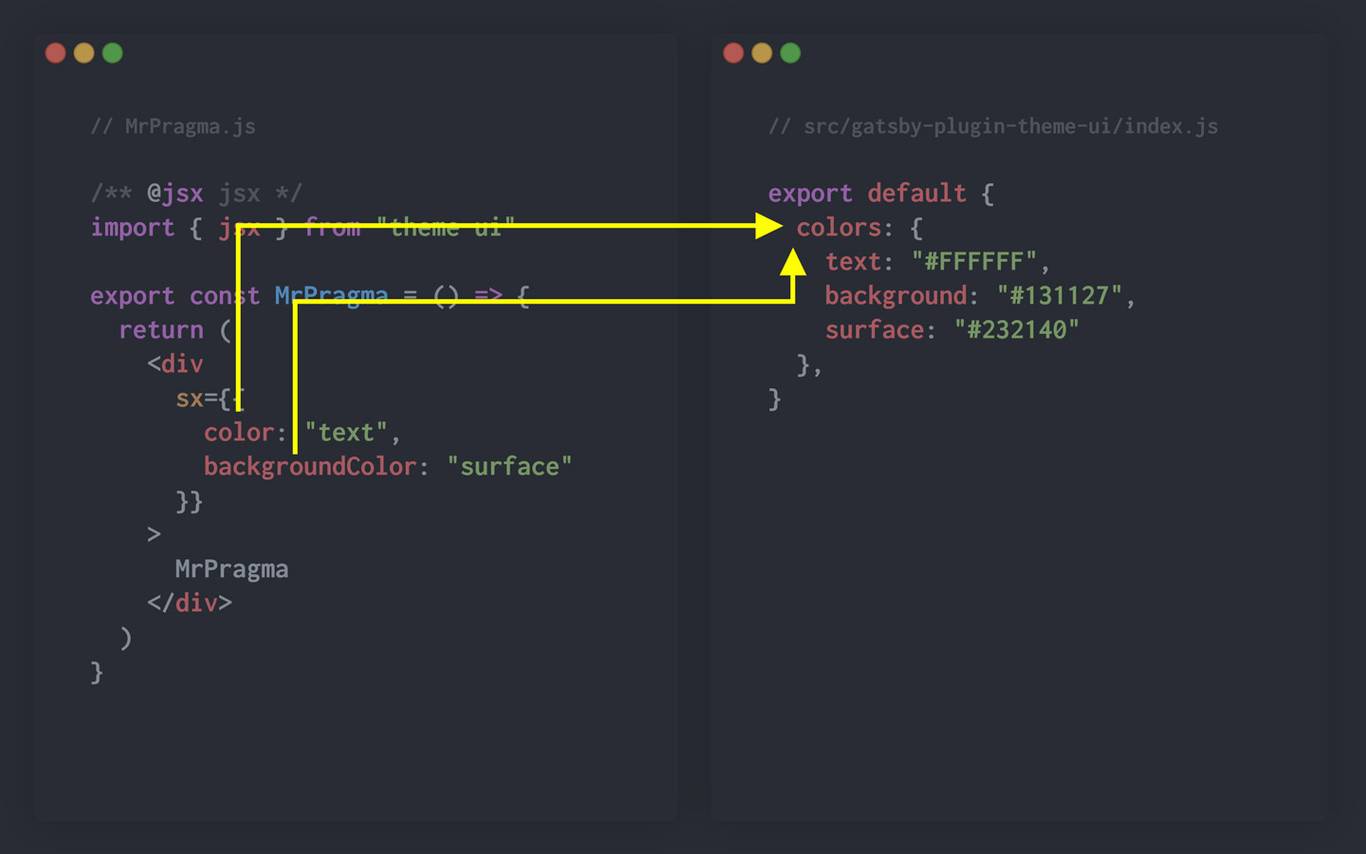 // MrPragma.js
/** @jsx jsx */
import { jsx } from "theme-ui"
export const MrPragma = () => {
return (
<div
sx={{
color: "text",
backgroundColor: "surface"
}}
>
MrPragma
</div>
)
}
// src/gatsby-plugin-theme-ui/index.js
export default {
colors: {
text: "#FFFFFF",
background: "#131127",
surface: "#232140"
},
}